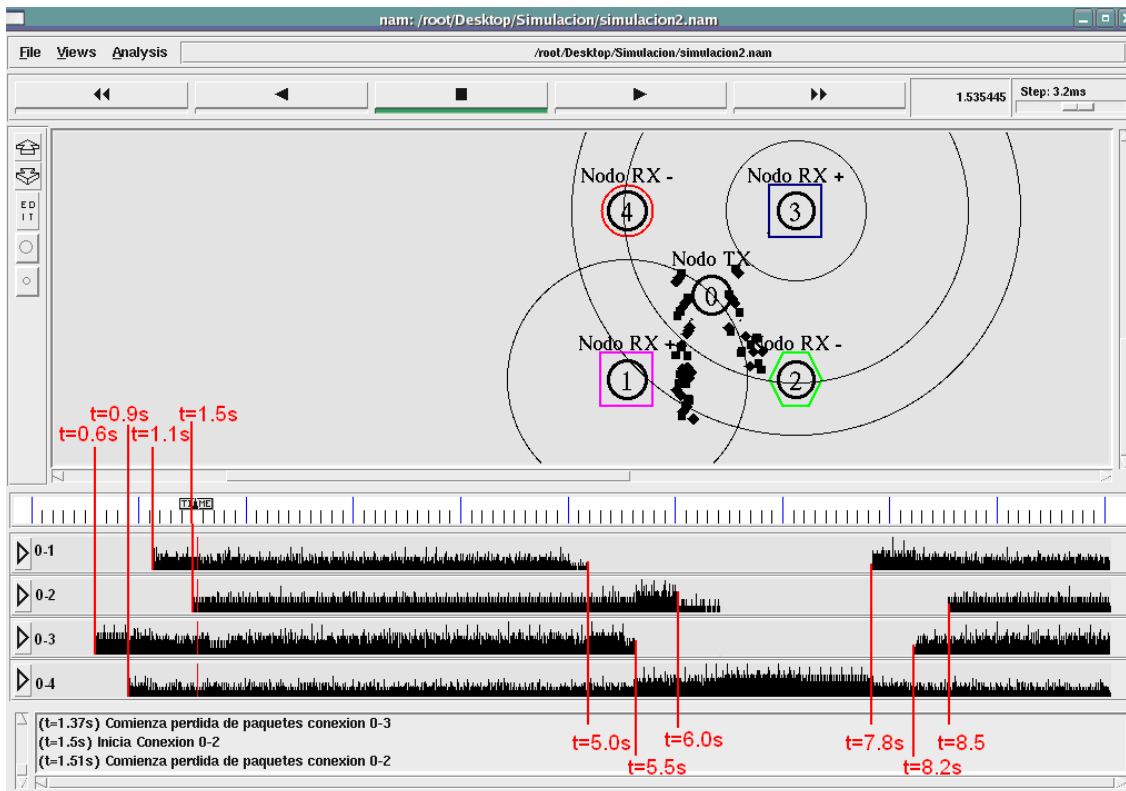 nam: /root/Desktop/Simulacion/simulacion2.nam
File Views Analysis /root/Desktop/Simulacion/simulacion2.nam
1.535445 Step: 3.2ms
ED
IT
Nodo RX - Nodo RX +
4 3
Nodo TX
0
Nodo RX + Nodo RX -
1 2
t=0.9s t=1.5s
t=0.6s t=1.1s
TIME
0-1
0-2
0-3
0-4
(t=1.37s) Comienza perdida de paquetes conexion 0-3
(t=1.5s) Inicia Conexion 0-2
(t=1.51s) Comienza perdida de paquetes conexion 0-2
t=5.0s t=6.0s t=7.8s t=8.5
t=5.5s t=8.2s